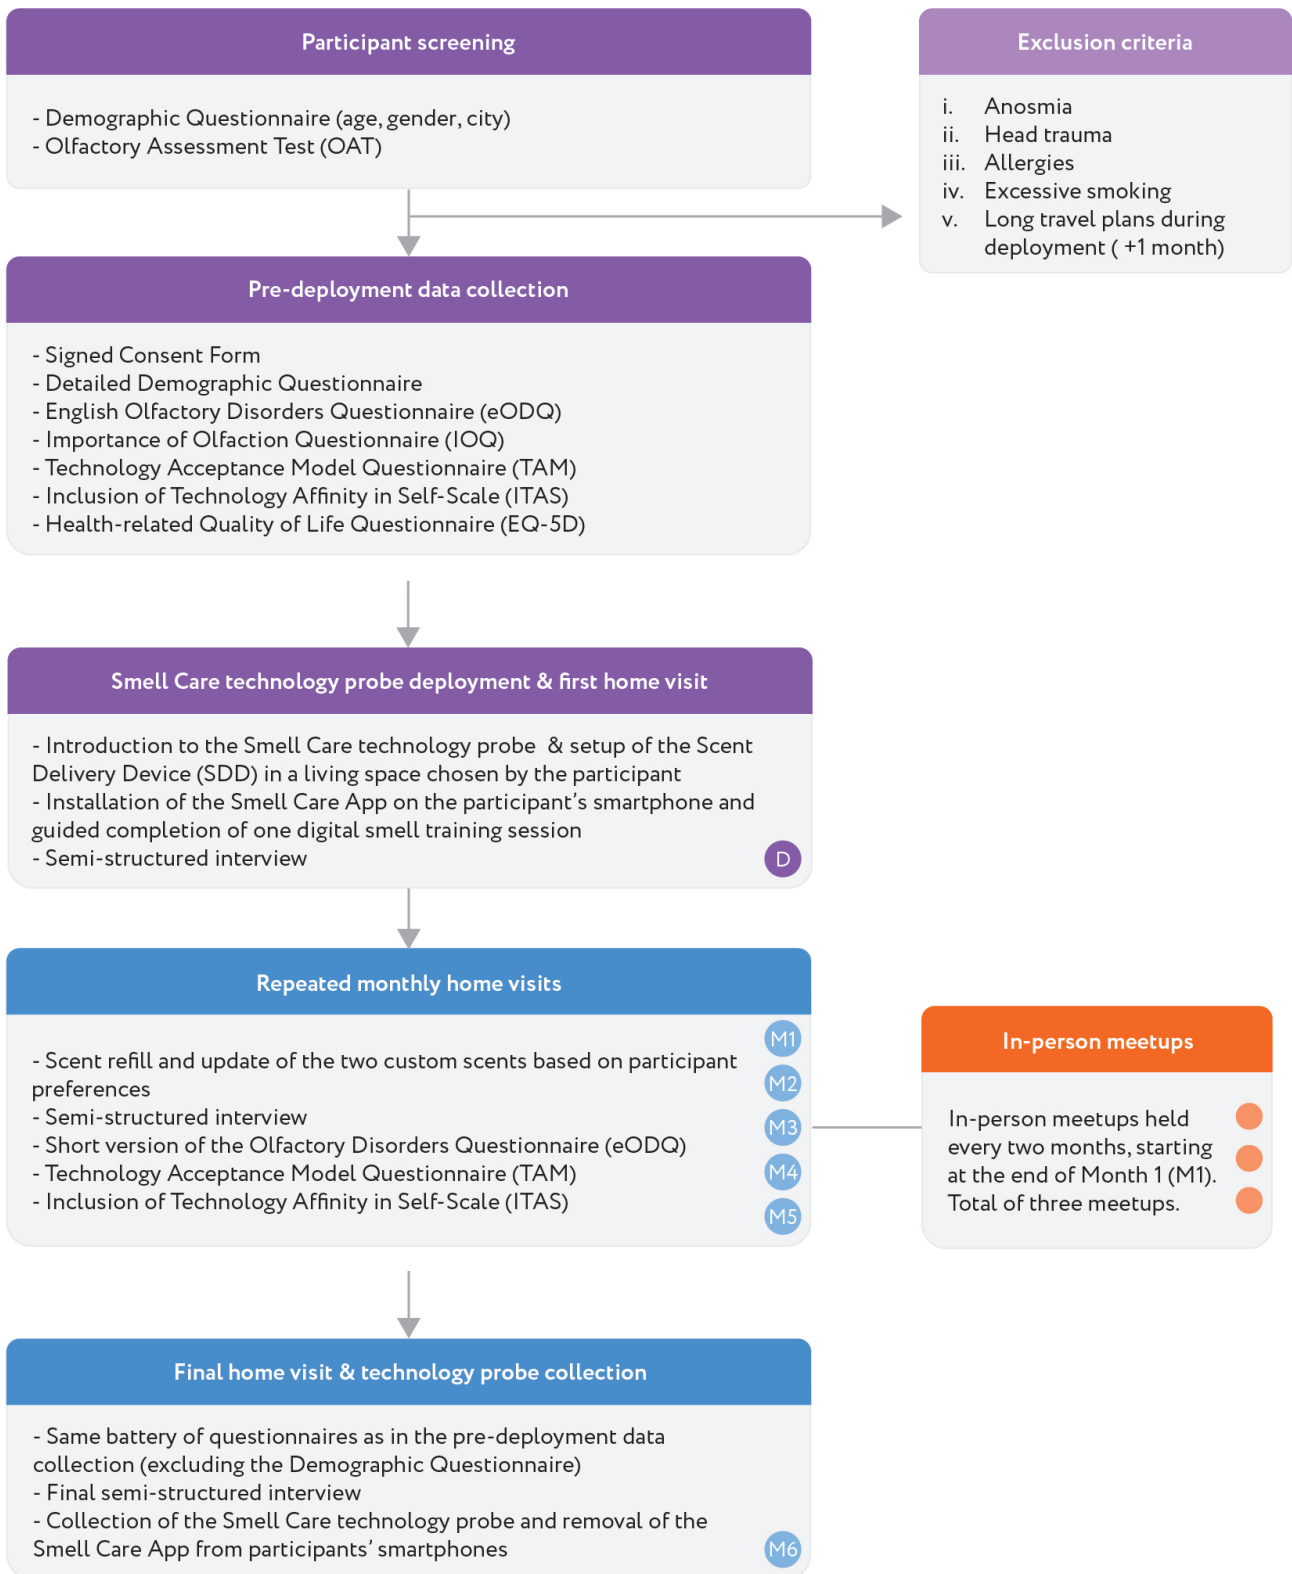 Participant screening
- Demographic Questionnaire (age, gender, city)
- Olfactory Assessment Test (OAT)
Exclusion criteria
i. Anosmia
ii. Head trauma
iii. Allergies
iv. Excessive smoking
v. Long travel plans during
deployment ( +1 month)
Pre-deployment data collection
- Signed Consent Form
- Detailed Demographic Questionnaire
- English Olfactory Disorders Questionnaire (eODQ)
- Importance of Olfaction Questionnaire (IOQ)
- Technology Acceptance Model Questionnaire (TAM)
- Inclusion of Technology Affinity in Self-Scale (ITAS)
- Health-related Quality of Life Questionnaire (EQ-5D)
Smell Care technology probe deployment & first home visit
- Introduction to the Smell Care technology probe & setup of the Scent
Delivery Device (SDD) in a living space chosen by the participant
- Installation of the Smell Care App on the participant's smartphone and
guided completion of one digital smell training session
- Semi-structured interview
D
Repeated monthly home visits
- Scent refill and update of the two custom scents based on participant
preferences
- Semi-structured interview
- Short version of the Olfactory Disorders Questionnaire (eODQ)
- Technology Acceptance Model Questionnaire (TAM)
- Inclusion of Technology Affinity in Self-Scale (ITAS)
M1
M2
M3
M4
M5
In-person meetups
In-person meetups held
every two months, starting
at the end of Month 1 (M1).
Total of three meetups.
Final home visit & technology probe collection
- Same battery of questionnaires as in the pre-deployment data
collection (excluding the Demographic Questionnaire)
- Final semi-structured interview
- Collection of the Smell Care technology probe and removal of the
Smell Care App from participants' smartphones
M6